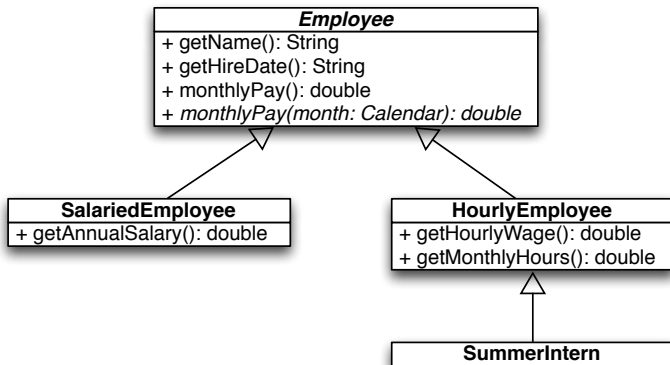 Employee
+ getName(): String
+ getHireDate(): String
+ monthlyPay(): double
+ monthlyPay(month: Calendar): double
SalariedEmployee
+ getAnnualSalary(): double
HourlyEmployee
+ getHourlyWage(): double
+ getMonthlyHours(): double
SummerIntern